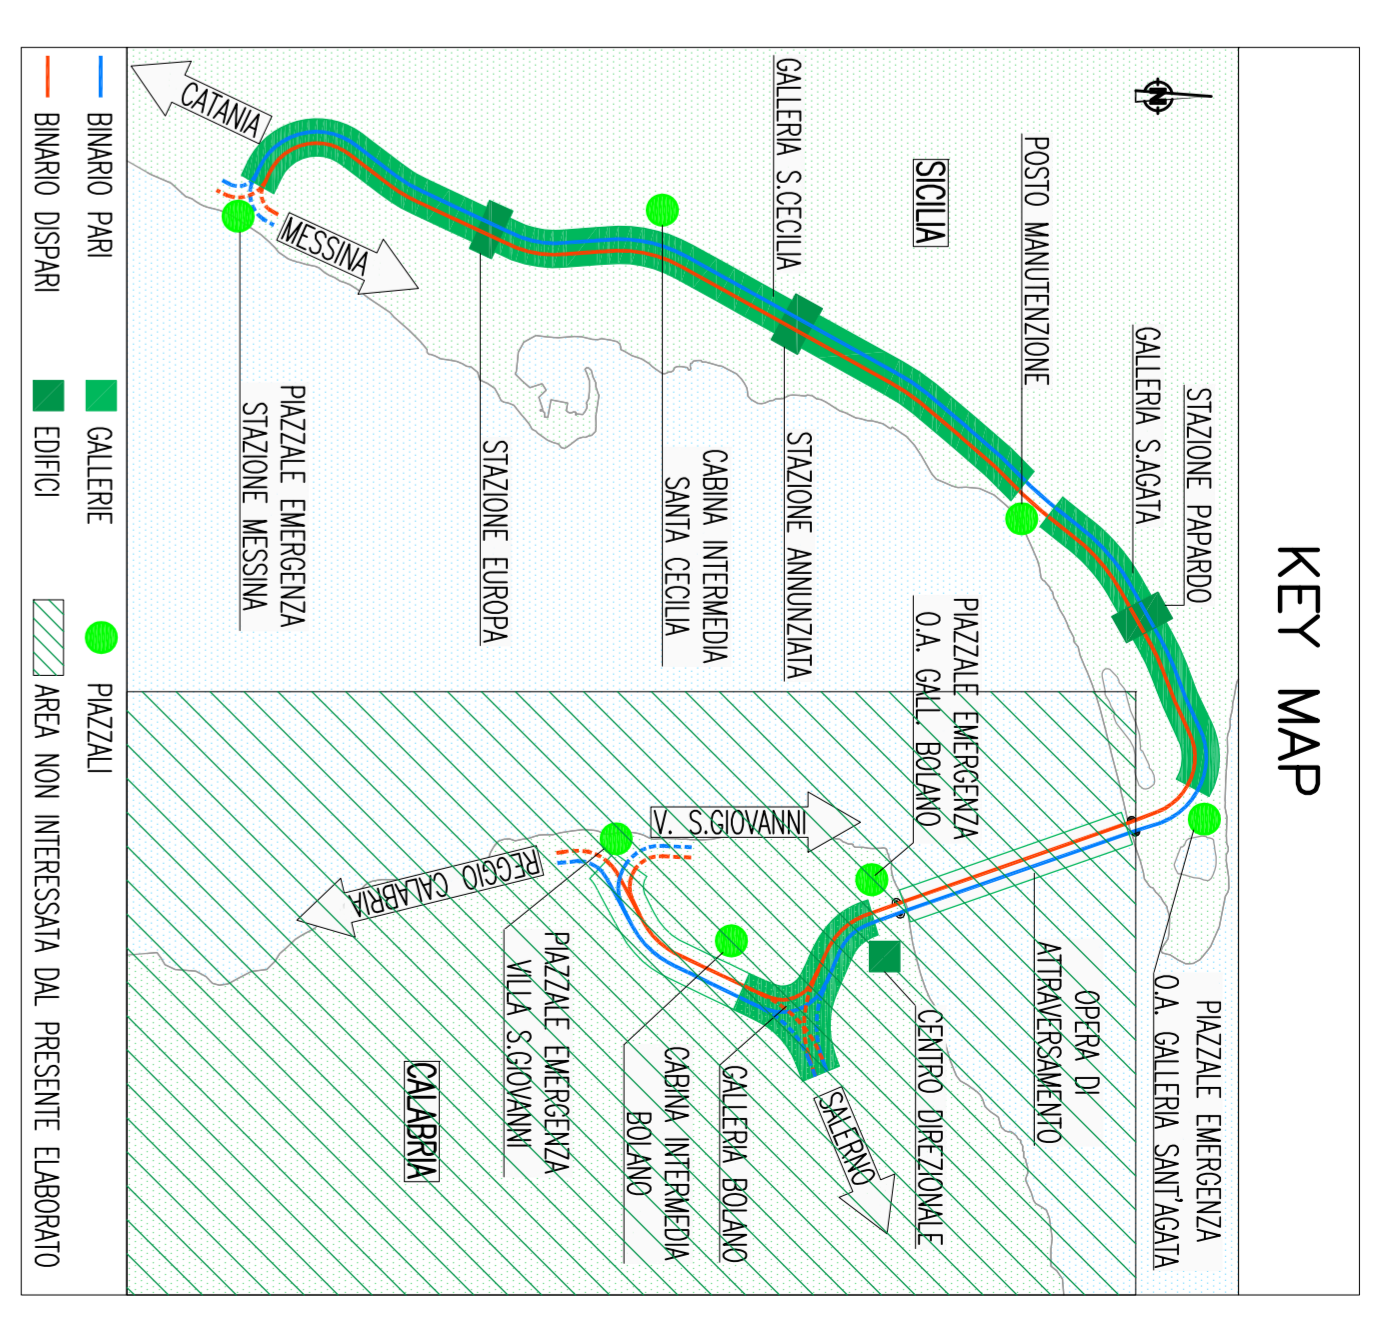 KEY MAP
N
SICILIA
CATANIA
MESSINA
GALLERIA S.CECILIA
POSTO MANUTENZIONE
GALLERIA S.AGATA
STAZIONE PAPARDO
PIAZZALE EMERGENZA
STAZIONE MESSINA
STAZIONE EUROPA
CABINA INTERMEDIA
SANTA CECILIA
STAZIONE ANNUNZIATA
PIAZZALE EMERGENZA
O.A. GALL. BOLANO
V. S.GIOVANNI
REGGIO CALABRIA
PIAZZALE EMERGENZA
VILLA S.GIOVANNI
CABINA INTERMEDIA
BOLANO
GALLERIA BOLANO
SALERNO
CENTRO DIREZIONALE
OPERA DI
ATTRAVERSAMENTO
PIAZZALE EMERGENZA
O.A. GALLERIA SANT'AGATA
CALABRIA
BINARIO PARI
GALLERIE
PIAZZALI
BINARIO DISPARI
EDIFICI
AREA NON INTERESSATA DAL PRESENTE ELABORATO